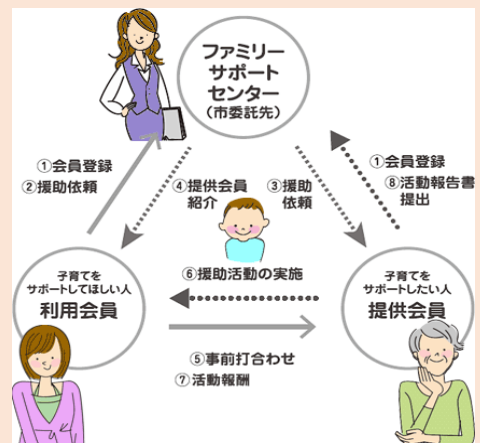 ファミリー
サポート
センター
(市委託先)
①会員登録
②援助依頼
④提供会員
紹介
③援助
依頼
①会員登録
⑧活動報告書
提出
⑥援助活動の実施
子育てを
サポートしてほしい人
利用会員
子育てを
サポートしたい人
提供会員
⑤事前打合わせ
⑦活動報酬